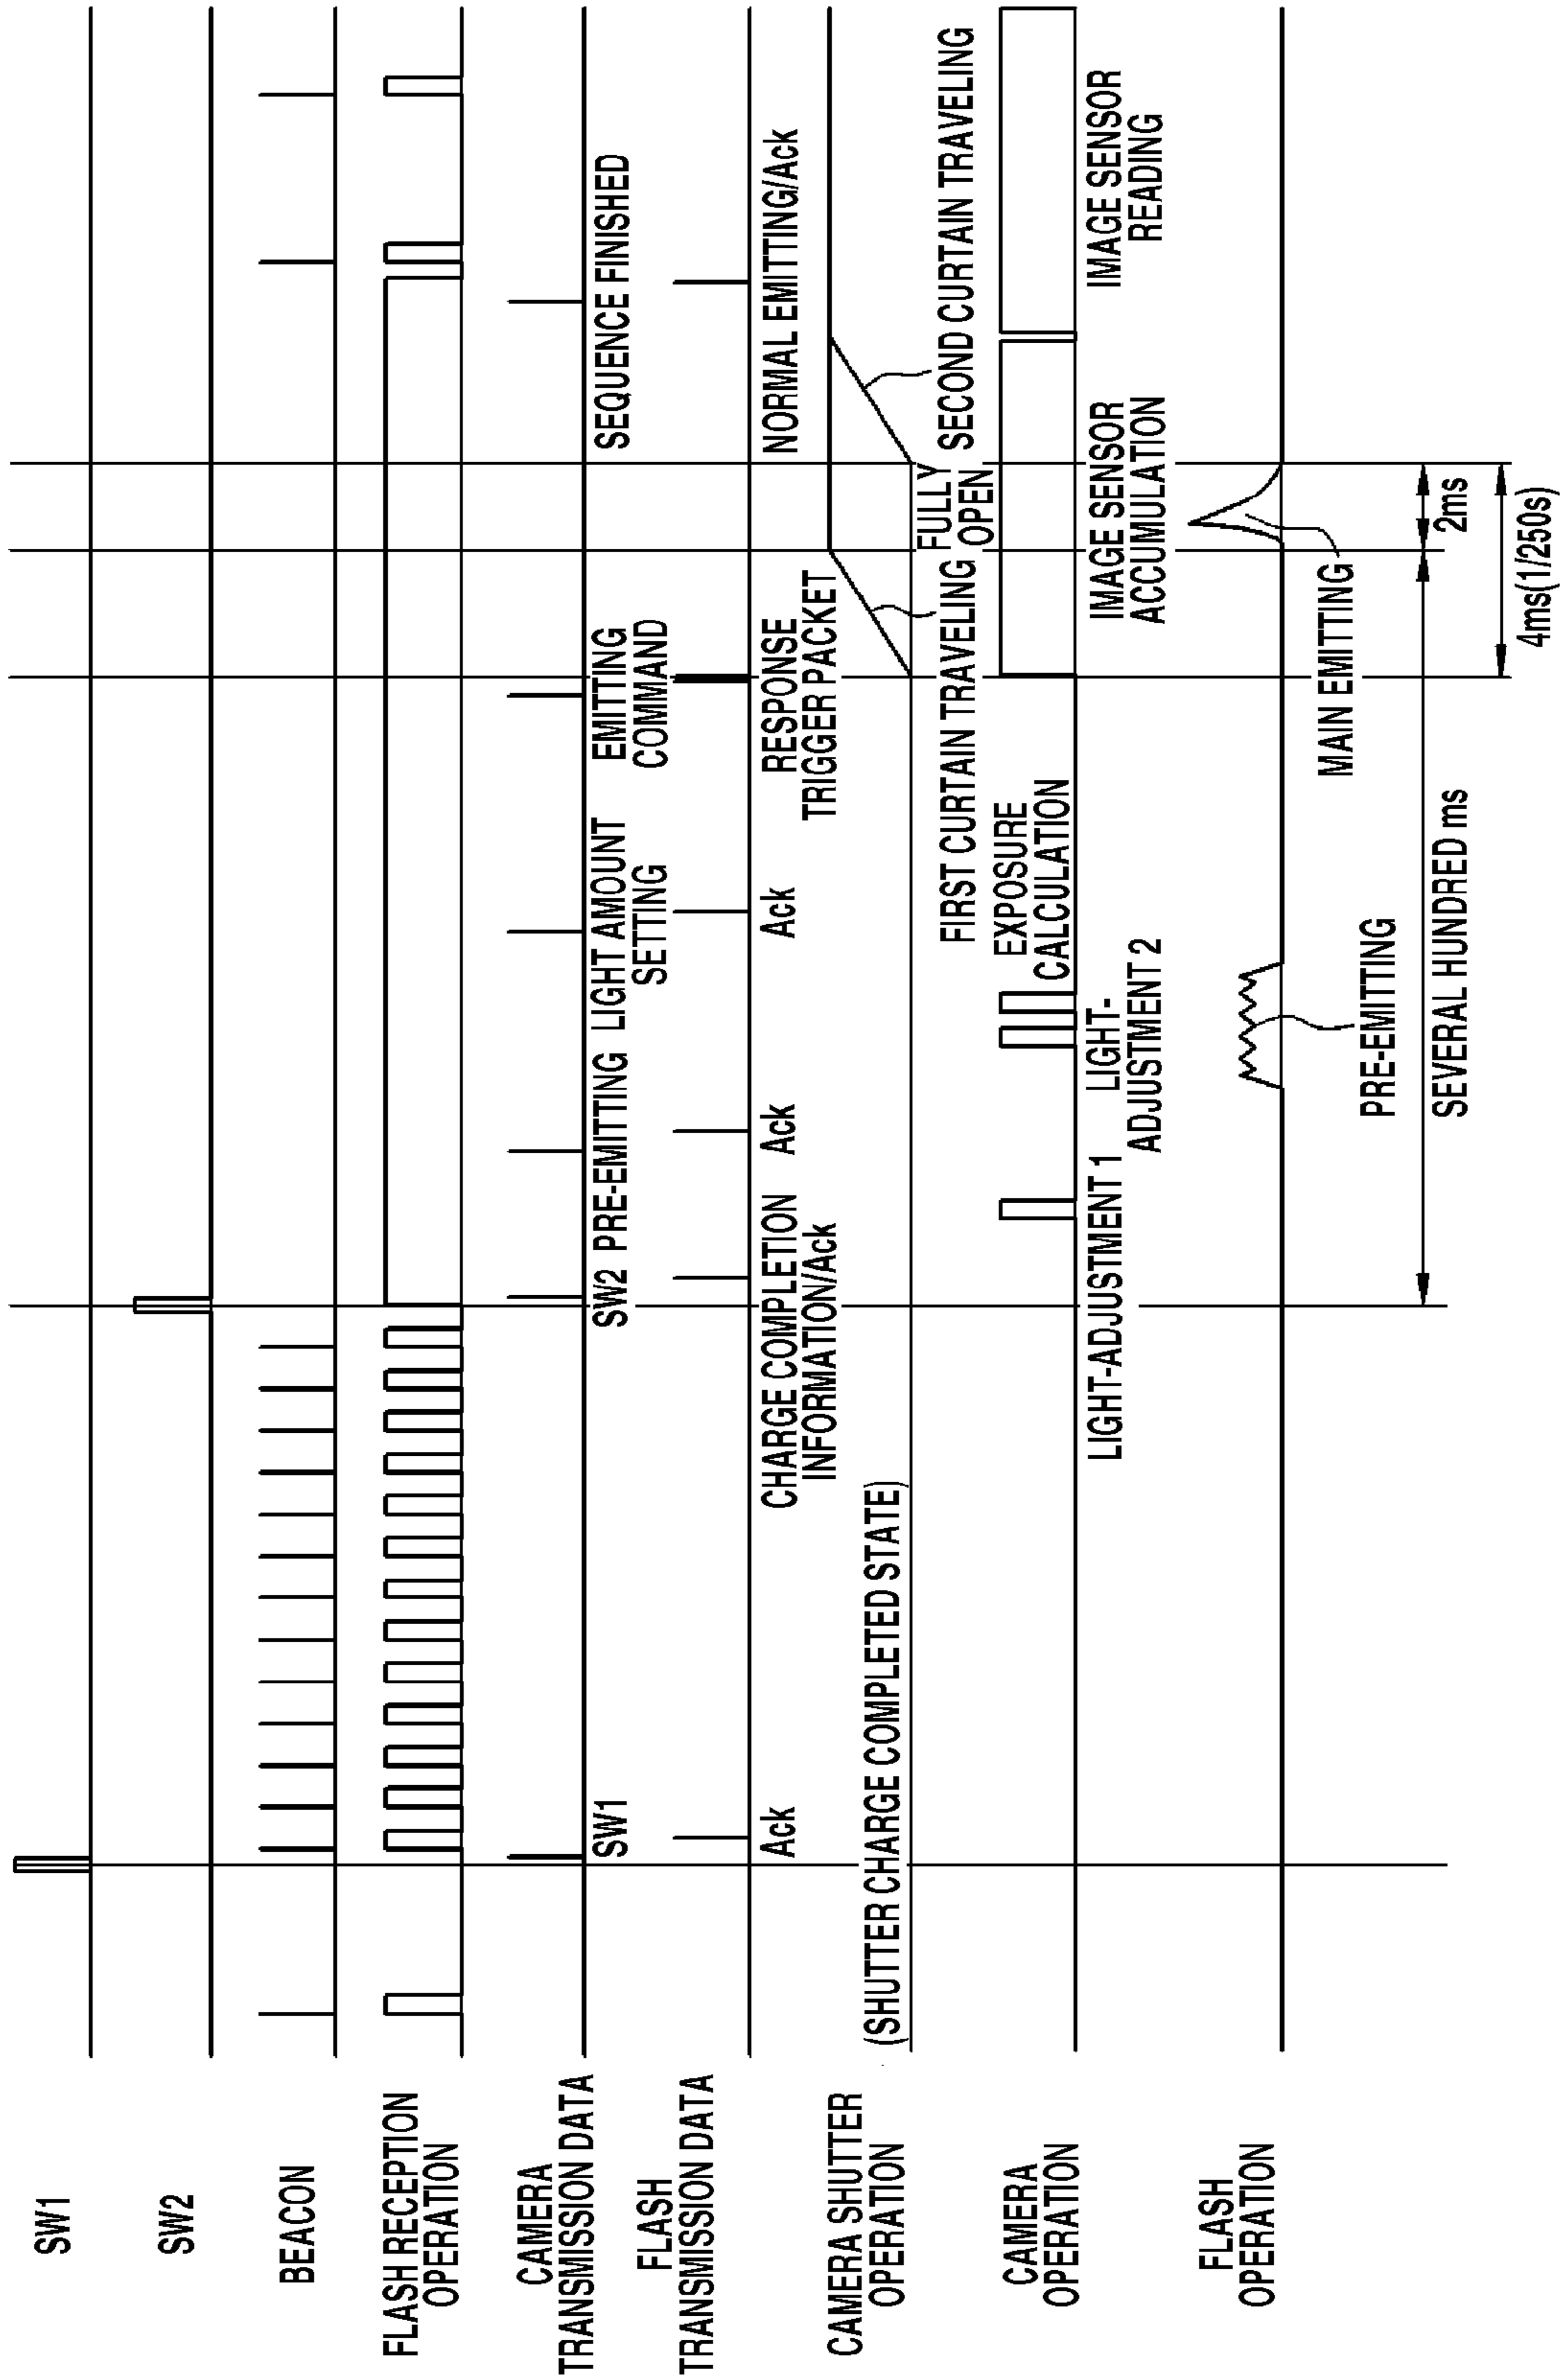 SW1
SW2
BEACON
FLASH RECEPTION
OPERATION
CAMERA
TRANSMISSION DATA
SW1
SW2
PRE-EMITTING
LIGHT AMOUNT
SETTING
EMITTING
COMMAND
SEQUENCE FINISHED
FLASH
TRANSMISSION DATA
Ack
CHARGE COMPLETION
INFORMATION/Ack
Ack
Ack
RESPONSE
TRIGGER PACKET
NORMAL EMITTING/Ack
CAMERA SHUTTER
OPERATION
(SHUTTER CHARGE COMPLETED STATE)
FIRST CURTAIN TRAVELING
FULLY
OPEN
SECOND CURTAIN TRAVELING
CAMERA
OPERATION
LIGHT-ADJUSTMENT 1
LIGHT-
ADJUSTMENT 2
EXPOSURE
CALCULATION
IMAGE SENSOR
ACCUMULATION
IMAGE SENSOR
READING
FLASH
OPERATION
PRE-EMITTING
MAIN EMITTING
SEVERAL HUNDRED ms
2ms
4ms(1/250s)